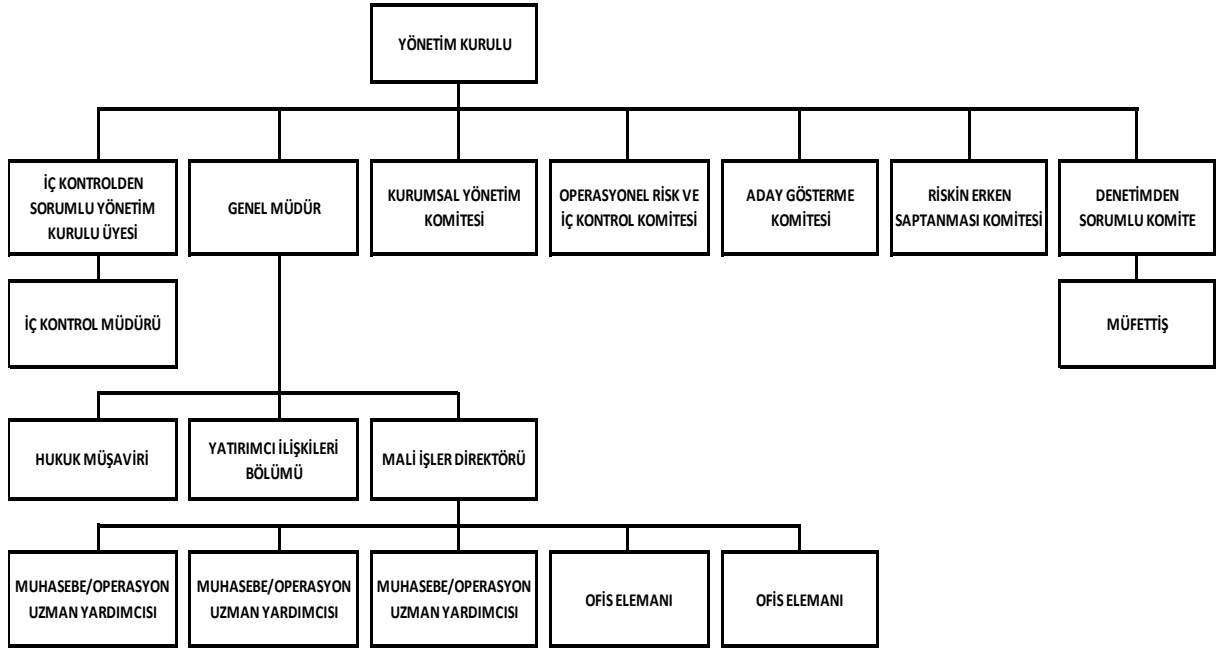 YÖNETİM KURULU
İÇ KONTROLDEN
SORUMLU YÖNETİM
KURULU ÜYESİ
GENEL MÜDÜR
KURUMSAL YÖNETİM
KOMİTESİ
OPERASYONEL RİSK VE
İÇ KONTROL KOMİTESİ
ADAY GÖSTERME
KOMİTESİ
RİSKİN ERKEN
SAPTANMASI KOMİTESİ
DENETİMDEN
SORUMLU KOMİTE
İÇ KONTROL MÜDÜRÜ
MÜFETTİŞ
HUKUK MÜŞAVİRİ
YATIRIMCI İLİŞKİLERİ
BÖLÜMÜ
MALİ İŞLER DİREKTÖRÜ
MUHASEBE/OPERASYON
UZMAN YARDIMCISI
MUHASEBE/OPERASYON
UZMAN YARDIMCISI
MUHASEBE/OPERASYON
UZMAN YARDIMCISI
OFİS ELEMANI
OFİS ELEMANI